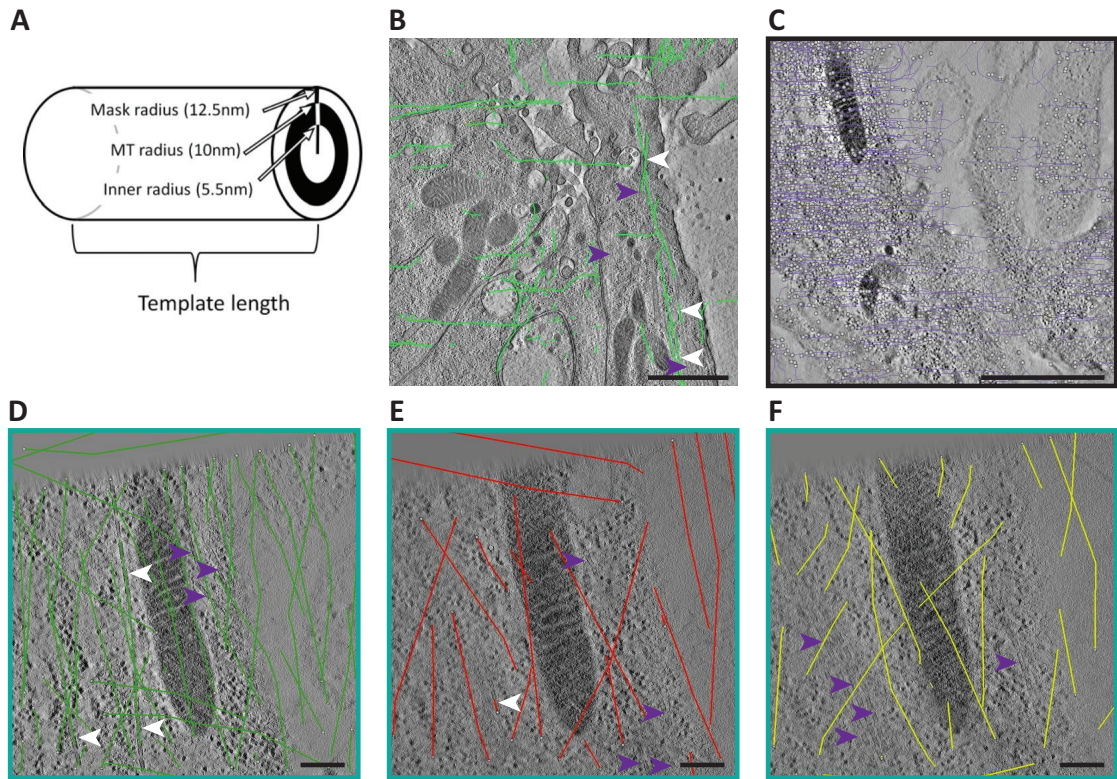 A
Mask radius (12.5nm)
MT radius (10nm)
Inner radius (5.5nm)
Template length
B
C
D
E
F